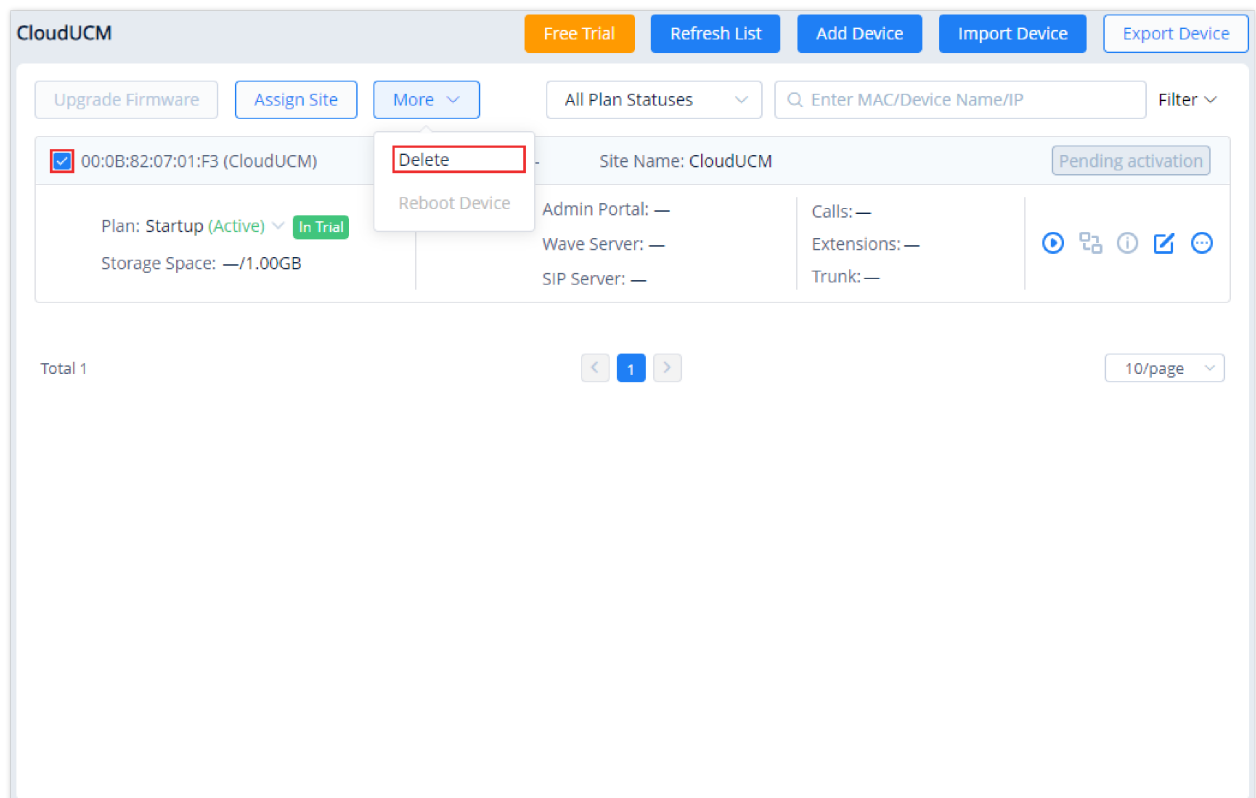 CloudUCM
Free Trial
Refresh List
Add Device
Import Device
Export Device
Upgrade Firmware
Assign Site
More
All Plan Statuses
Enter MAC/Device Name/IP
Filter
00:0B:82:07:01:F3 (CloudUCM)
Delete
Reboot Device
-
Site Name: CloudUCM
Pending activation
Plan: Startup (Active)
In Trial
Storage Space: —/1.00GB
Admin Portal: —
Wave Server: —
SIP Server: —
Calls: —
Extensions: —
Trunk: —
Total 1
1
10/page